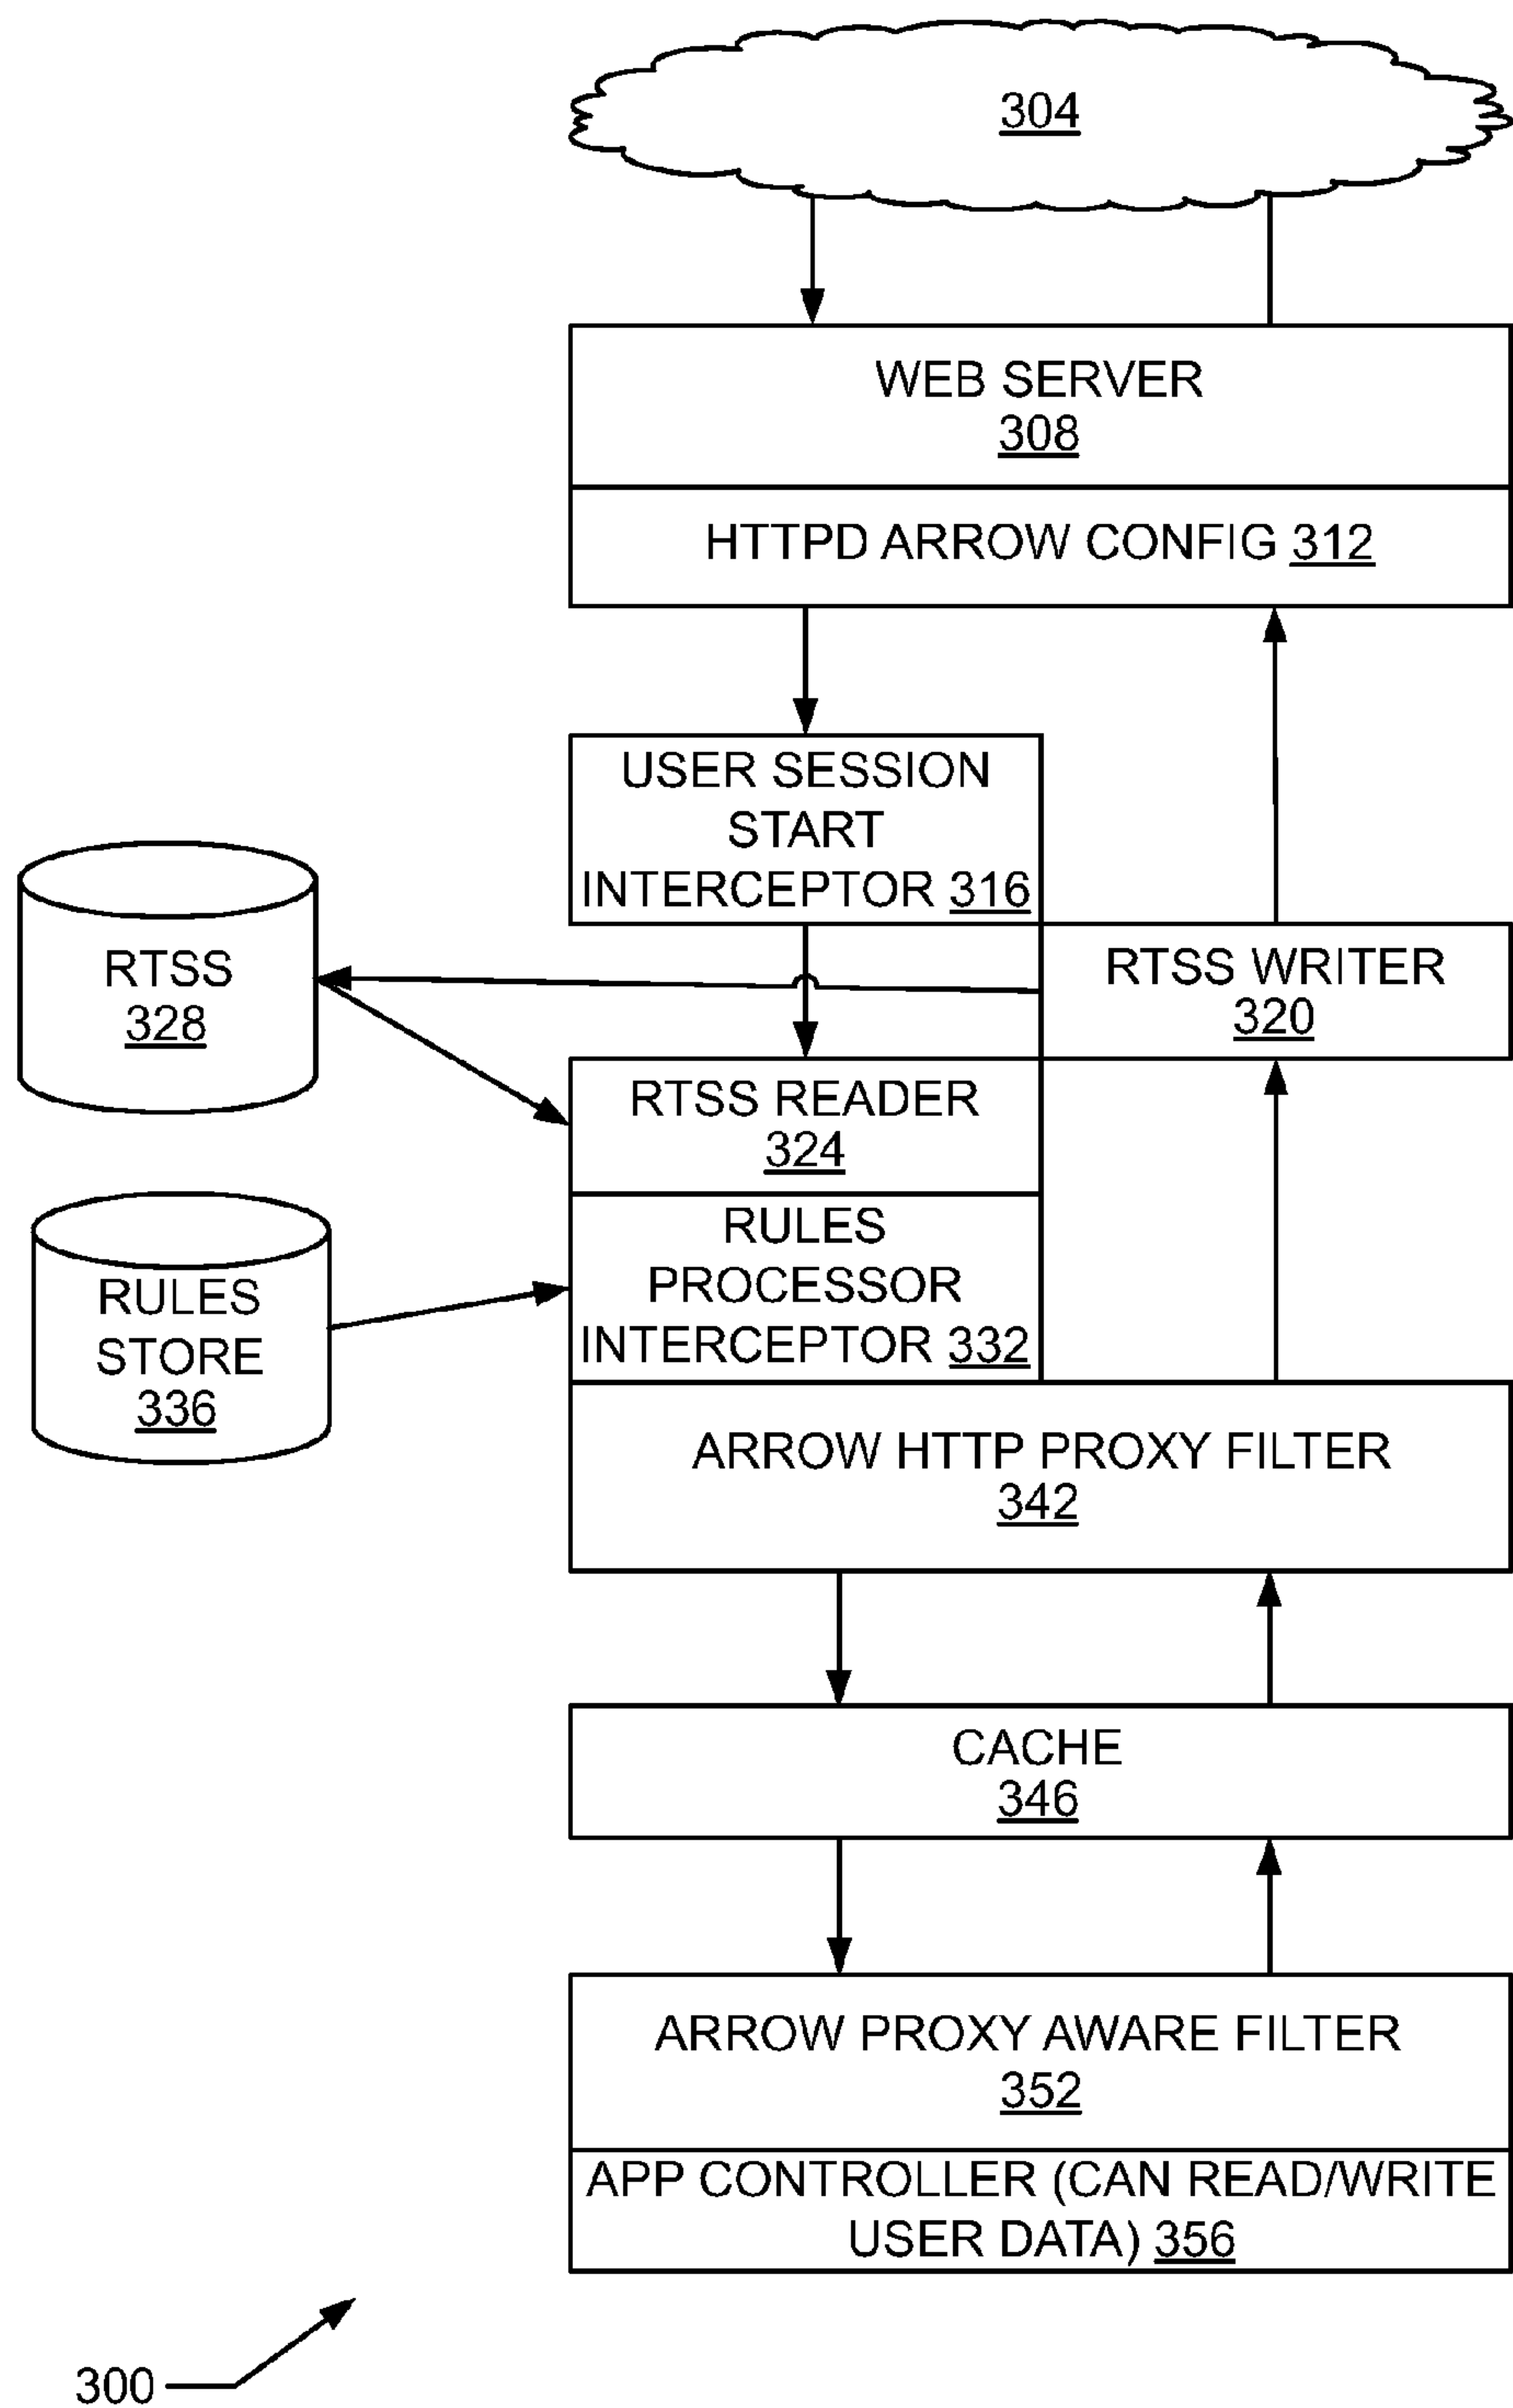 304
WEB SERVER
308
HTTPD ARROW CONFIG 312
USER SESSION
START
INTERCEPTOR 316
RTSS
328
RTSS WRITER
320
RTSS READER
324
RULES
PROCESSOR
INTERCEPTOR 332
RULES
STORE
336
ARROW HTTP PROXY FILTER
342
CACHE
346
ARROW PROXY AWARE FILTER
352
APP CONTROLLER (CAN READ/WRITE
USER DATA) 356
300